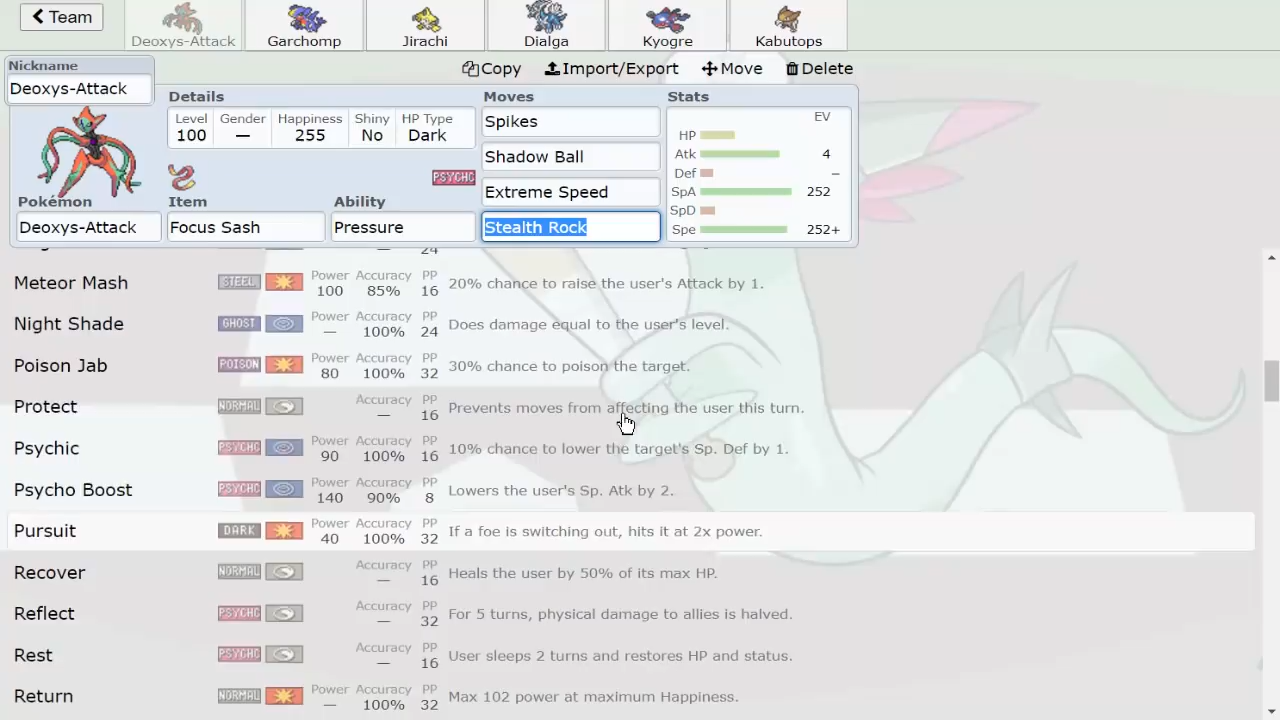 Team
Deoxys-Attack
Garchomp
Jirachi
Dialga
Kyogre
Kabutops
Copy
Import/Export
Move
Delete
Nickname
Deoxys-Attack
Details
Level Gender Happiness Shiny HP Type
100 — 255 No Dark
PSYCHC
Pokémon
Deoxys-Attack
Item
Focus Sash
Ability
Pressure
Moves
Spikes
Shadow Ball
Extreme Speed
Stealth Rock
Stats
EV
HP
Atk 4
Def –
SpA 252
SpD
Spe 252+
24
Meteor Mash STEEL Power 100 Accuracy 85% PP 16 20% chance to raise the user's Attack by 1.
Night Shade GHOST Power — Accuracy 100% PP 24 Does damage equal to the user's level.
Poison Jab POISON Power 80 Accuracy 100% PP 32 30% chance to poison the target.
Protect NORMAL Accuracy — PP 16 Prevents moves from affecting the user this turn.
Psychic PSYCHC Power 90 Accuracy 100% PP 16 10% chance to lower the target's Sp. Def by 1.
Psycho Boost PSYCHC Power 140 Accuracy 90% PP 8 Lowers the user's Sp. Atk by 2.
Pursuit DARK Power 40 Accuracy 100% PP 32 If a foe is switching out, hits it at 2x power.
Recover NORMAL Accuracy — PP 16 Heals the user by 50% of its max HP.
Reflect PSYCHC Accuracy — PP 32 For 5 turns, physical damage to allies is halved.
Rest PSYCHC Accuracy — PP 16 User sleeps 2 turns and restores HP and status.
Return NORMAL Power — Accuracy 100% PP 32 Max 102 power at maximum Happiness.